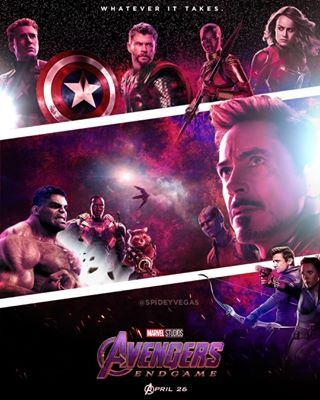 WHATEVER IT TAKES.
@SPIDEYVEGAS
MARVEL STUDIOS
AVENGERS
ENDGAME
APRIL 26